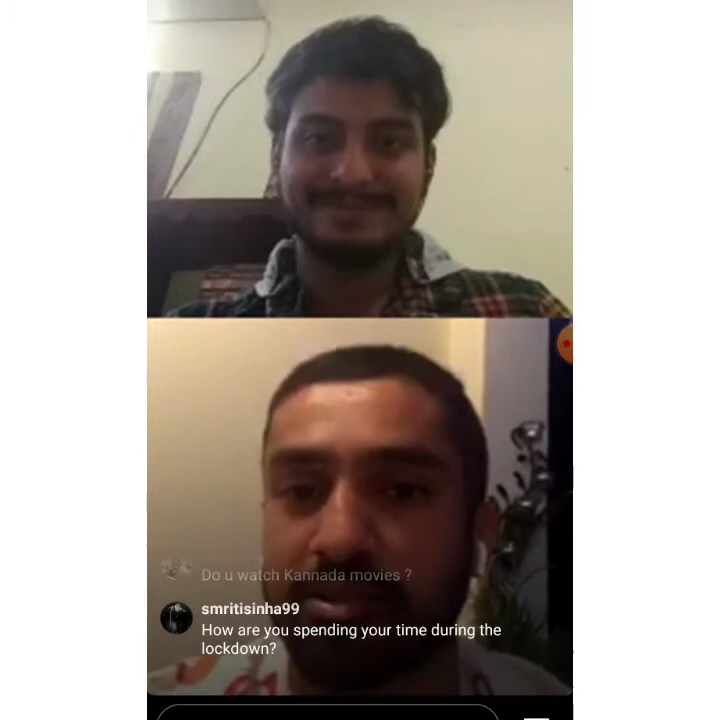 Do u watch Kannada movies ?
smritisinha99
How are you spending your time during the
lockdown?